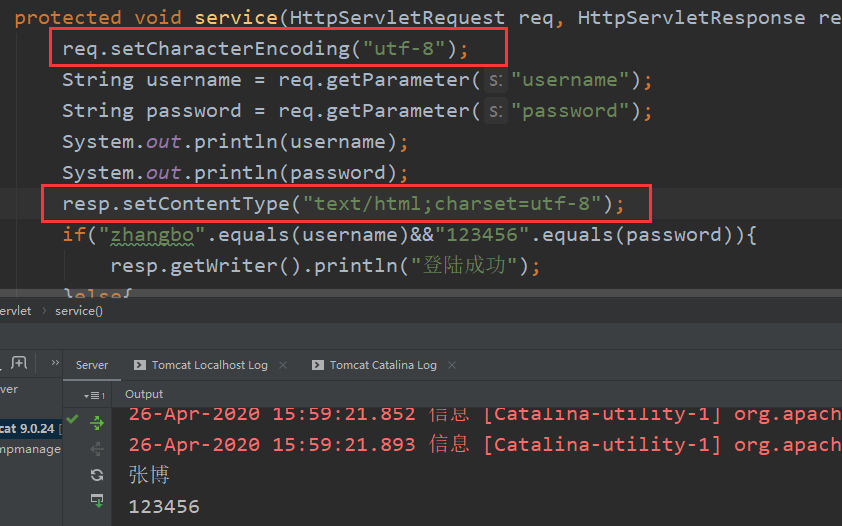 protected void service(HttpServletRequest req, HttpServletResponse re
req.setCharacterEncoding("utf-8");
String username = req.getParameter( s: "username");
String password = req.getParameter( s: "password");
System.out.println(username);
System.out.println(password);
resp.setContentType("text/html;charset=utf-8");
if("zhangbo".equals(username)&&"123456".equals(password)){
resp.getWriter().println("登陆成功");
}else{
ervlet › service()
Server Tomcat Localhost Log × Tomcat Catalina Log ×
ver
Output
26-Apr-2020 15:59:21.852 信息 [Catalina-utility-1] org.apach
cat 9.0.24 [
26-Apr-2020 15:59:21.893 信息 [Catalina-utility-1] org.apach
mpmanage
张博
123456